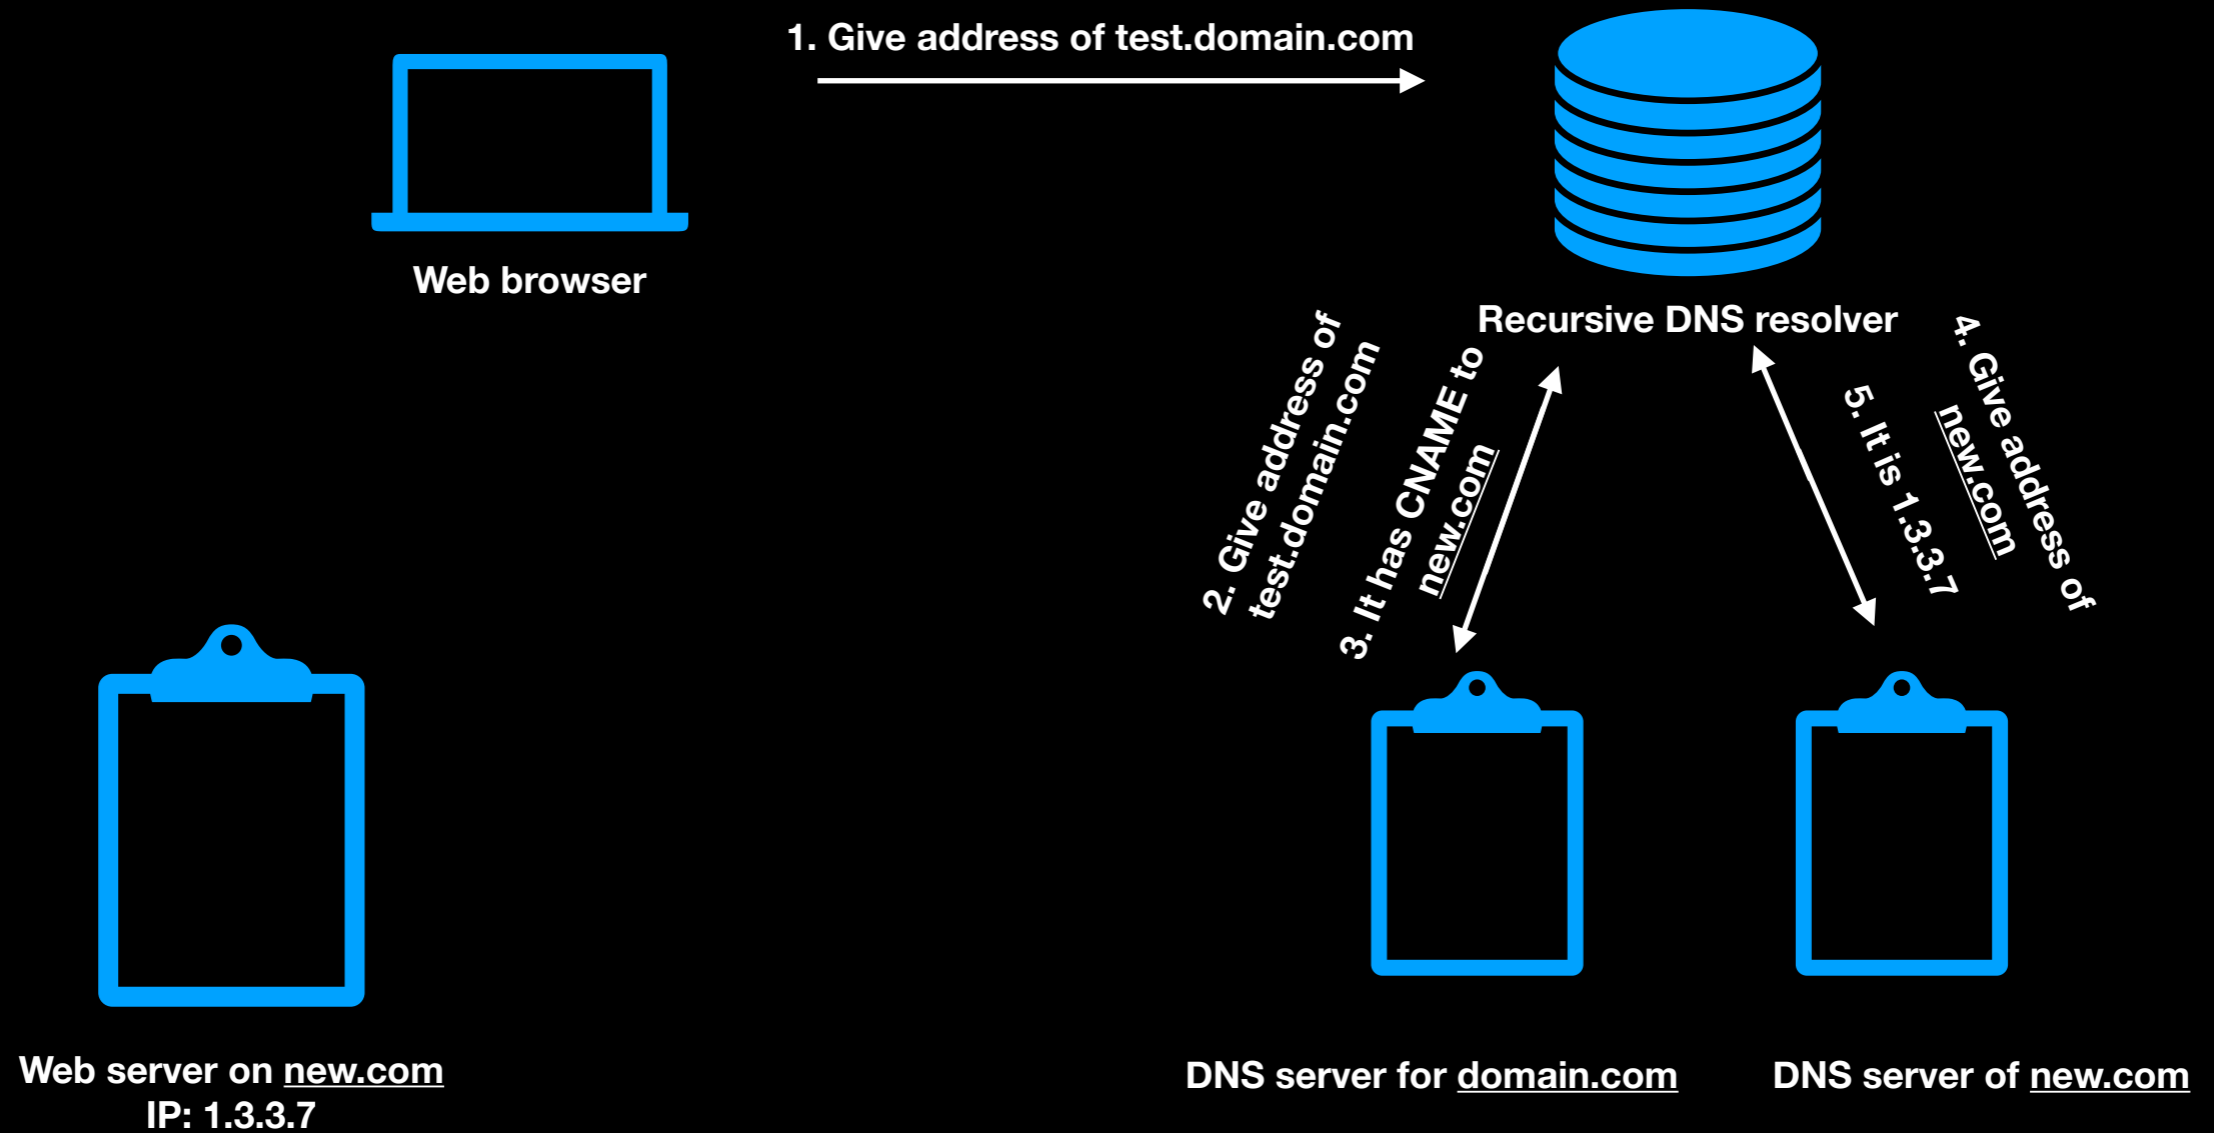 1. Give address of test.domain.com
Web browser
Recursive DNS resolver
2. Give address of
test.domain.com
3. It has CNAME to
new.com
4. Give address of
new.com
5. It is 1.3.3.7
Web server on new.com
IP: 1.3.3.7
DNS server for domain.com
DNS server of new.com